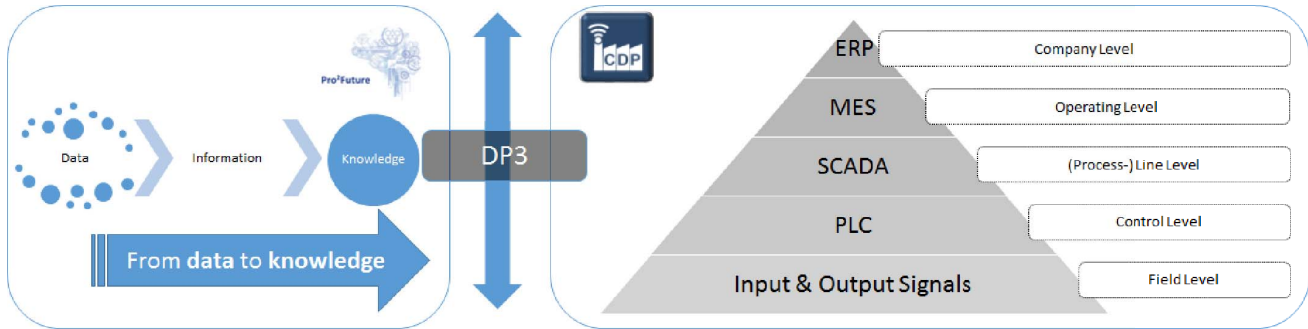 Pro²Future
Data
Information
Knowledge
From data to knowledge
DP3
CDP
ERP
Company Level
MES
Operating Level
SCADA
(Process-) Line Level
PLC
Control Level
Input & Output Signals
Field Level